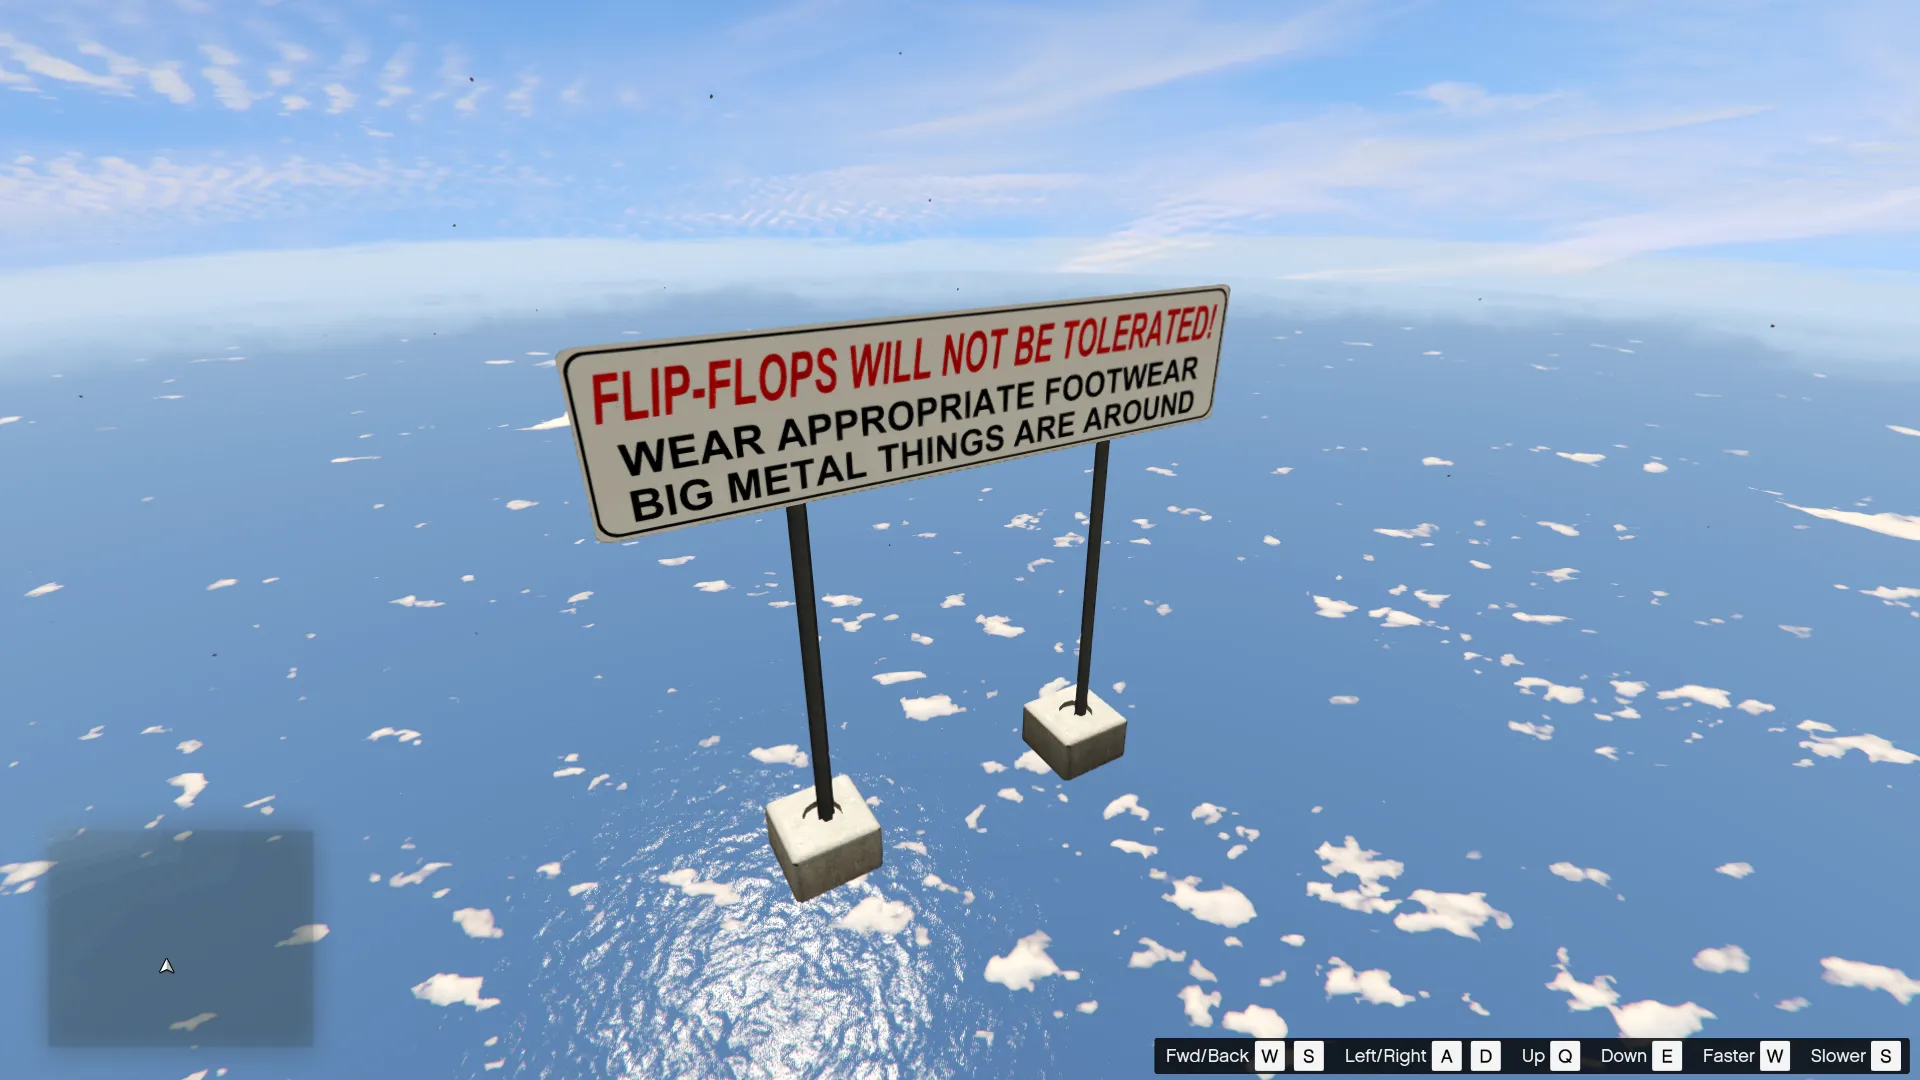 FLIP-FLOPS WILL NOT BE TOLERATED!
WEAR APPROPRIATE FOOTWEAR
BIG METAL THINGS ARE AROUND
Fwd/Back W S Left/Right A D Up Q Down E Faster W Slower S